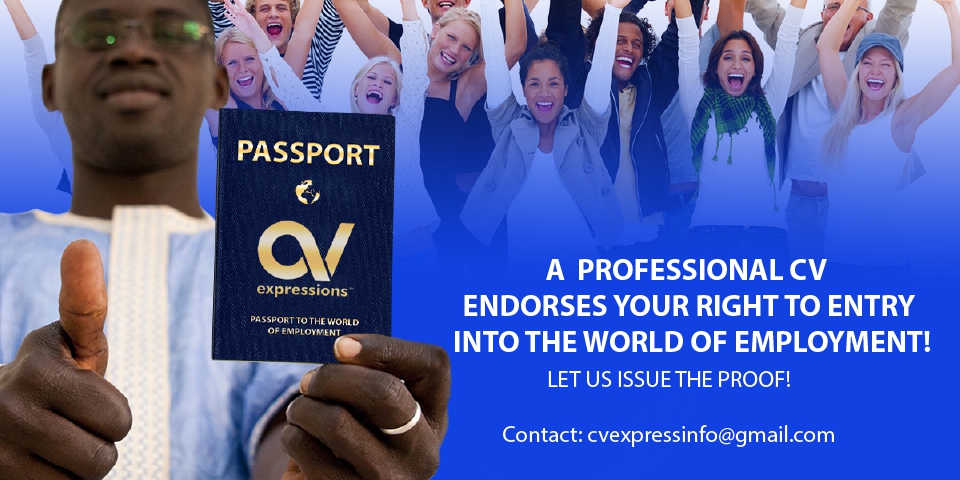 PASSPORT
CV
expressions™
PASSPORT TO THE WORLD
OF EMPLOYMENT
A PROFESSIONAL CV
ENDORSES YOUR RIGHT TO ENTRY
INTO THE WORLD OF EMPLOYMENT!
LET US ISSUE THE PROOF!
Contact: cvexpressinfo@gmail.com